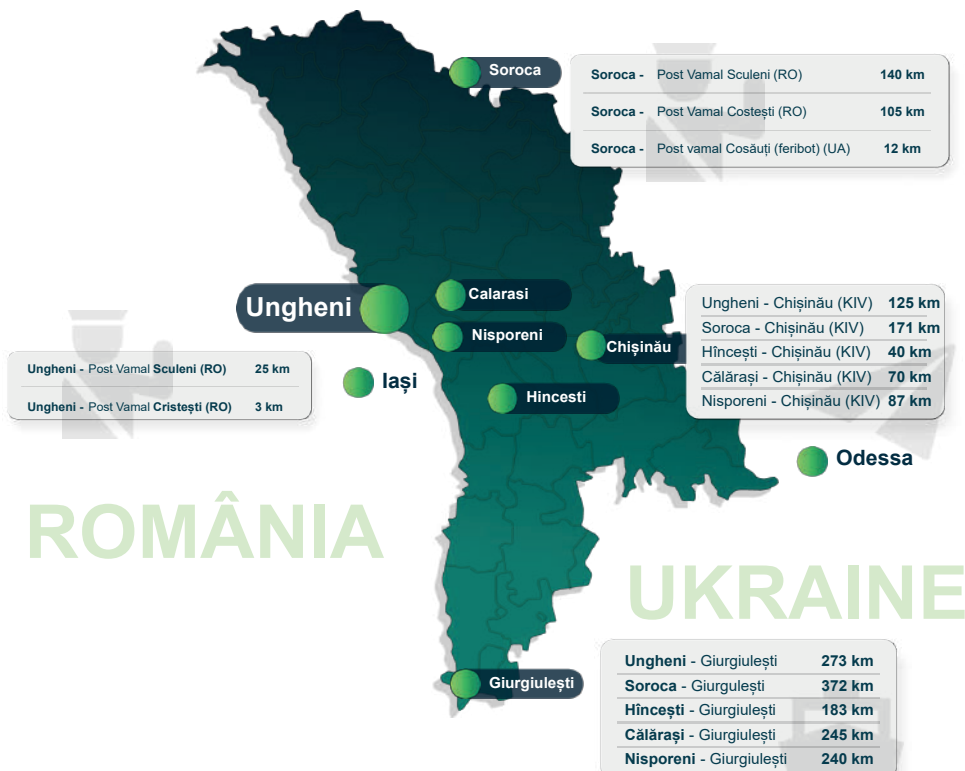 Soroca
Soroca - Post Vamal Sculeni (RO) 140 km
Soroca - Post Vamal Costești (RO) 105 km
Soroca - Post vamal Cosăuți (feribot) (UA) 12 km
Ungheni
Calarasi
Nisporeni
Chișinău
Ungheni - Chișinău (KIV) 125 km
Soroca - Chișinău (KIV) 171 km
Hîncești - Chișinău (KIV) 40 km
Călărași - Chișinău (KIV) 70 km
Nisporeni - Chișinău (KIV) 87 km
Ungheni - Post Vamal Sculeni (RO) 25 km
Ungheni - Post Vamal Cristești (RO) 3 km
Iași
Hincesti
Odessa
ROMÂNIA
UKRAINE
Giurgiulești
Ungheni - Giurgiulești 273 km
Soroca - Giurgulești 372 km
Hîncești - Giurgiulești 183 km
Călărași - Giurgiulești 245 km
Nisporeni - Giurgiulești 240 km